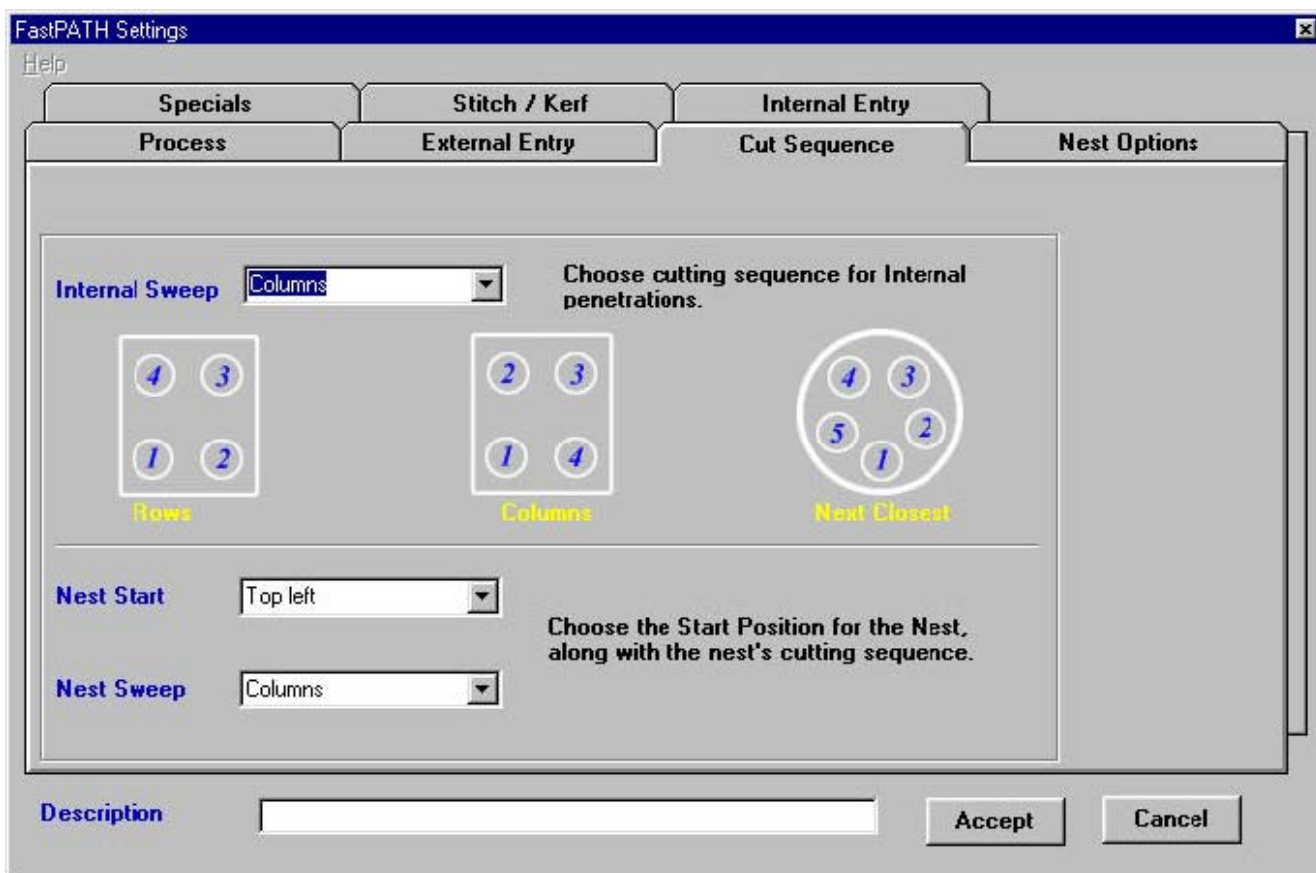 FastPATH Settings
Help
Specials Stitch / Kerf Internal Entry
Process External Entry Cut Sequence Nest Options
Internal Sweep Columns Choose cutting sequence for Internal
penetrations.
4 3 2 3 4 3
5 2
1 2 1 4 1
Rows Columns Next Closest
Nest Start Top left
Choose the Start Position for the Nest,
along with the nest's cutting sequence.
Nest Sweep Columns
Description Accept Cancel